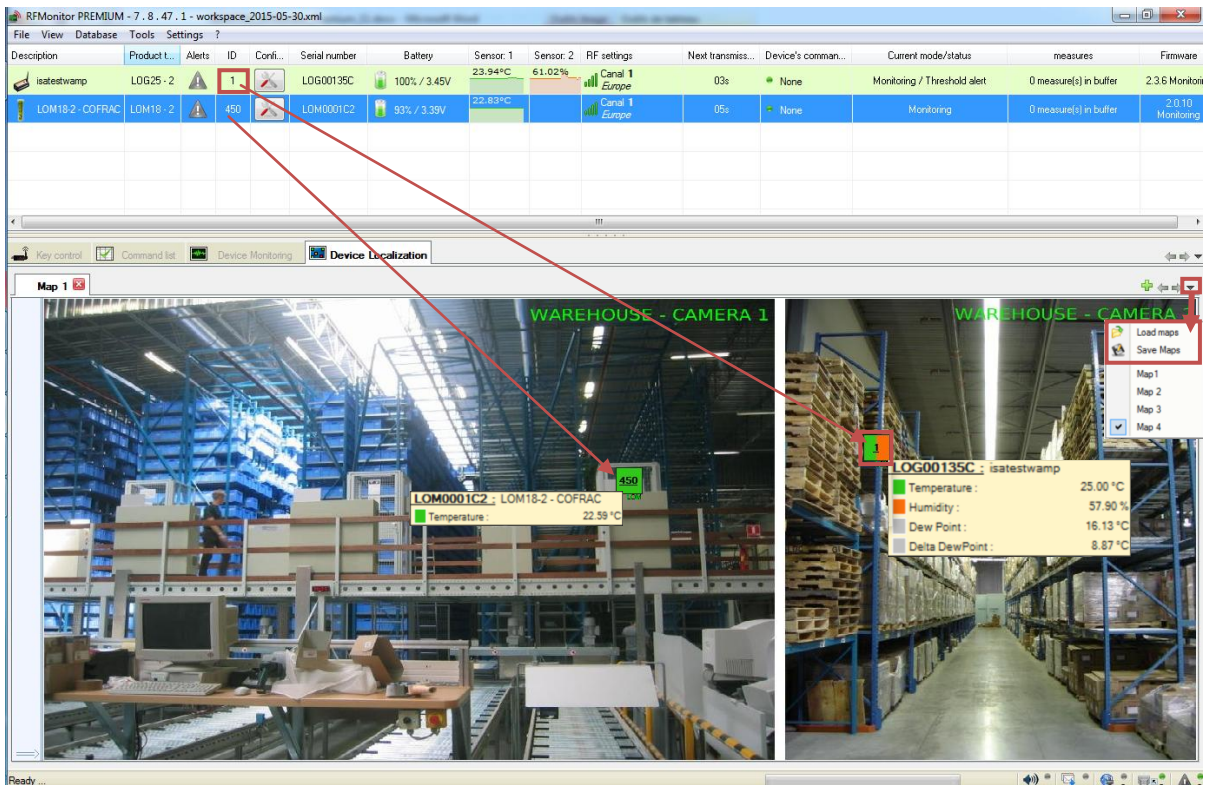 RFMonitor PREMIUM - 7 . 8 . 47 . 1 - workspace_2015-05-30.xml
File View Database Tools Settings ?
Description Product t... Alerts ID Confi... Serial number Battery Sensor: 1 Sensor: 2 RF settings Next transmiss... Device's comman... Current mode/status measures Firmware
isatestwamp LOG25 - 2 1 LOG00135C 100% / 3.45V 23.94°C 61.02% Canal 1 Europe 03s None Monitoring / Threshold alert 0 measure(s) in buffer 2.3.6 Monitorin
LOM18-2 - COFRAC LOM18 - 2 450 LOM0001C2 93% / 3.39V 22.83°C Canal 1 Europe 05s None Monitoring 0 measure(s) in buffer 2.0.10 Monitoring
Key control Command list Device Monitoring Device Localization
Map 1
WAREHOUSE - CAMERA 1
WAREHOUSE - CAMERA
Load maps
Save Maps
Map1
Map 2
Map 3
Map 4
450
LOM0001C2 : LOM18-2 - COFRAC
Temperature : 22.59 °C
1
LOG00135C : isatestwamp
Temperature : 25.00 °C
Humidity : 57.90 %
Dew Point : 16.13 °C
Delta DewPoint : 8.87 °C
Ready ...